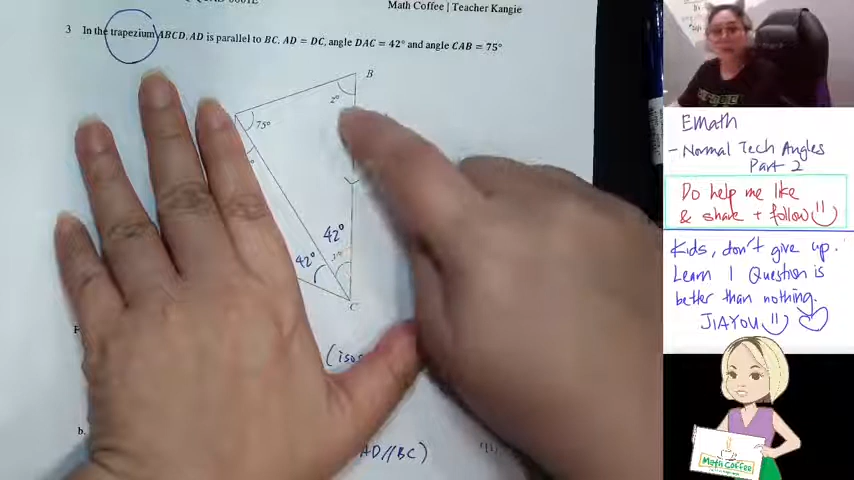 Math Coffee | Teacher Kangie
3 In the trapezium ABCD, AD is parallel to BC, AD = DC, angle DAC = 42° and angle CAB = 75°
B
2°
75°
42°
42°
3°
C
(isos
b.
AD//BC)
EMath
- Normal Tech Angles
Part 2
Do help me like
& share + follow
Kids, don't give up.
Learn 1 Question is
better than nothing.
JIAYOU
Math Coffee